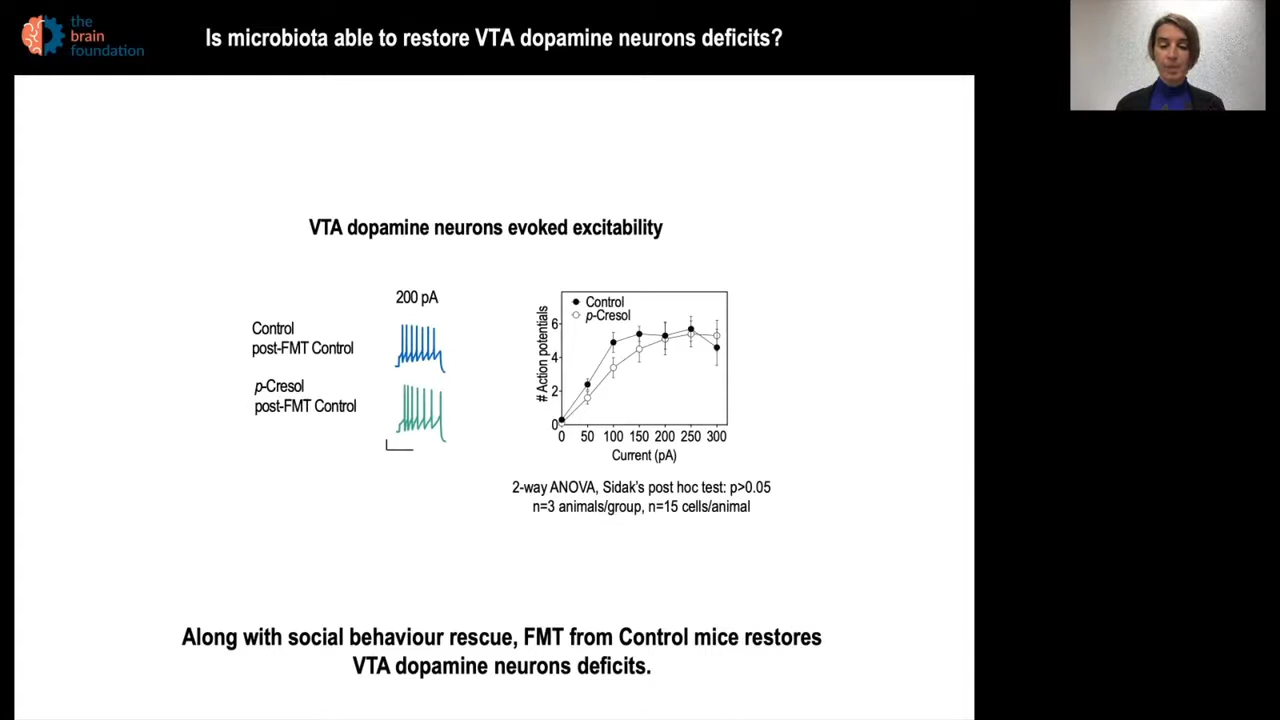 the
brain
foundation
Is microbiota able to restore VTA dopamine neurons deficits?
VTA dopamine neurons evoked excitability
200 pA
Control
post-FMT Control
p-Cresol
post-FMT Control
Control
p-Cresol
# Action potentials
6
4
2
0
0 50 100 150 200 250 300
Current (pA)
2-way ANOVA, Sidak's post hoc test: p>0.05
n=3 animals/group, n=15 cells/animal
Along with social behaviour rescue, FMT from Control mice restores
VTA dopamine neurons deficits.